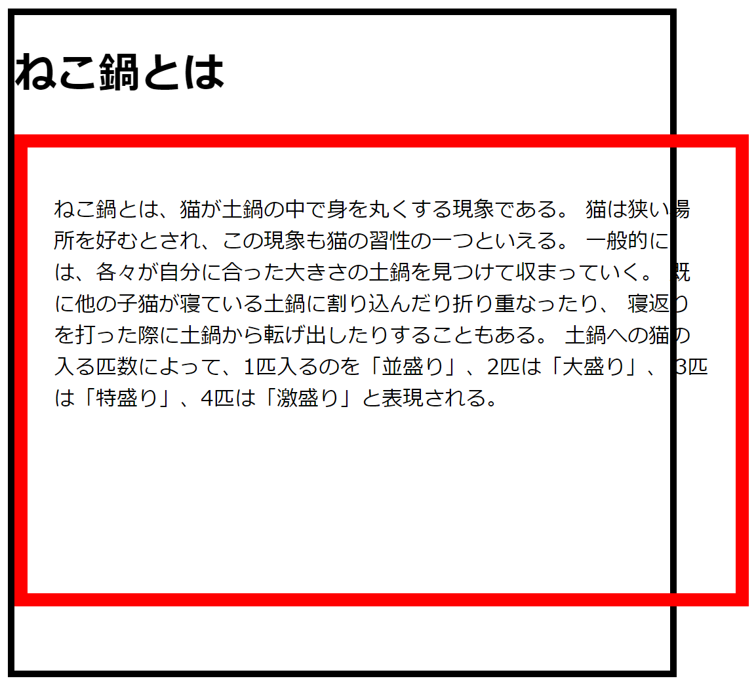 ねこ鍋とは
ねこ鍋とは、猫が土鍋の中で身を丸くする現象である。 猫は狭い場
所を好むとされ、この現象も猫の習性の一つといえる。 一般的に
は、各々が自分に合った大きさの土鍋を見つけて収まっていく。 既
に他の子猫が寝ている土鍋に割り込んだり折り重なったり、 寝返り
を打った際に土鍋から転げ出したりすることもある。 土鍋への猫の
入る匹数によって、1匹入るのを「並盛り」、2匹は「大盛り」、 3匹
は「特盛り」、4匹は「激盛り」と表現される。